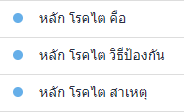 หลัก โรคไต คือ
หลัก โรคไต วิธีป้องกัน
หลัก โรคไต สาเหตุ